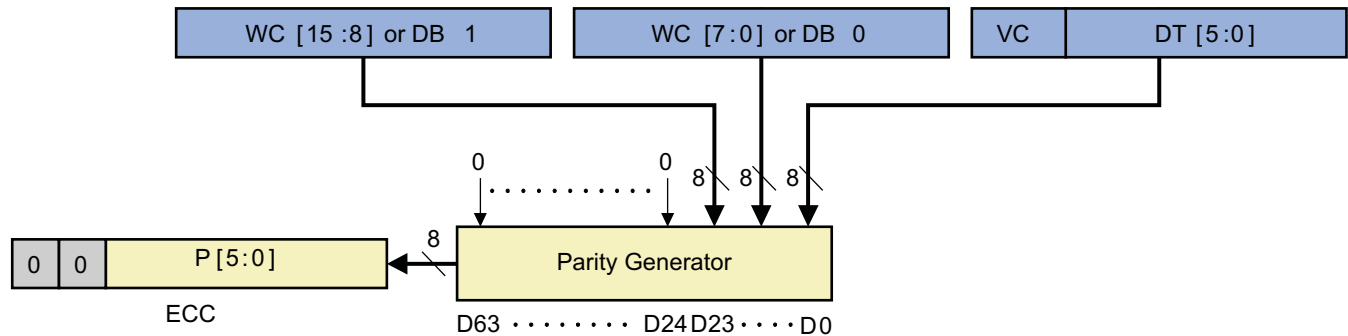 WC [15 :8] or DB 1
WC [7:0] or DB 0
VC
DT [5:0]
0
0
8
8
8
0
0
P[5:0]
8
Parity Generator
ECC
D63 ········ D24 D23 ···· D0